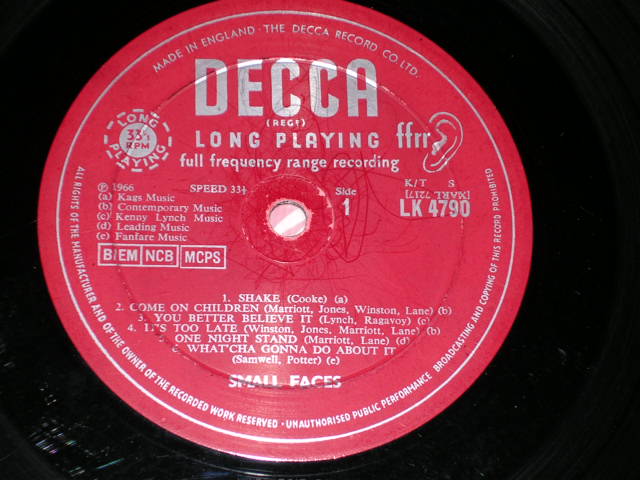 MADE IN ENGLAND · THE DECCA RECORD CO LTD.
DECCA
(REGD)
LONG PLAYING ffrr
full frequency range recording
LONG
33⅓
RPM
PLAYING
℗ 1966 SPEED 33⅓ Side K/T S
1 [MARL 7217]
LK 4790
(a) Kags Music
(b) Contemporary Music
(c) Kenny Lynch Music
(d) Leading Music
(e) Fanfare Music
BIEM NCB MCPS
1. SHAKE (Cooke) (a)
2. COME ON CHILDREN (Marriott, Jones, Winston, Lane) (b)
3. YOU BETTER BELIEVE IT (Lynch, Ragavoy) (c)
4. IT'S TOO LATE (Winston, Jones, Marriott, Lane) (b)
ONE NIGHT STAND (Marriott, Lane) (d)
WHAT'CHA GONNA DO ABOUT IT
(Samwell, Potter) (e)
SMALL FACES
ALL RIGHTS OF THE MANUFACTURER AND OF THE OWNER OF THE RECORDED WORK RESERVED · UNAUTHORISED PUBLIC PERFORMANCE, BROADCASTING AND COPYING OF THIS RECORD PROHIBITED